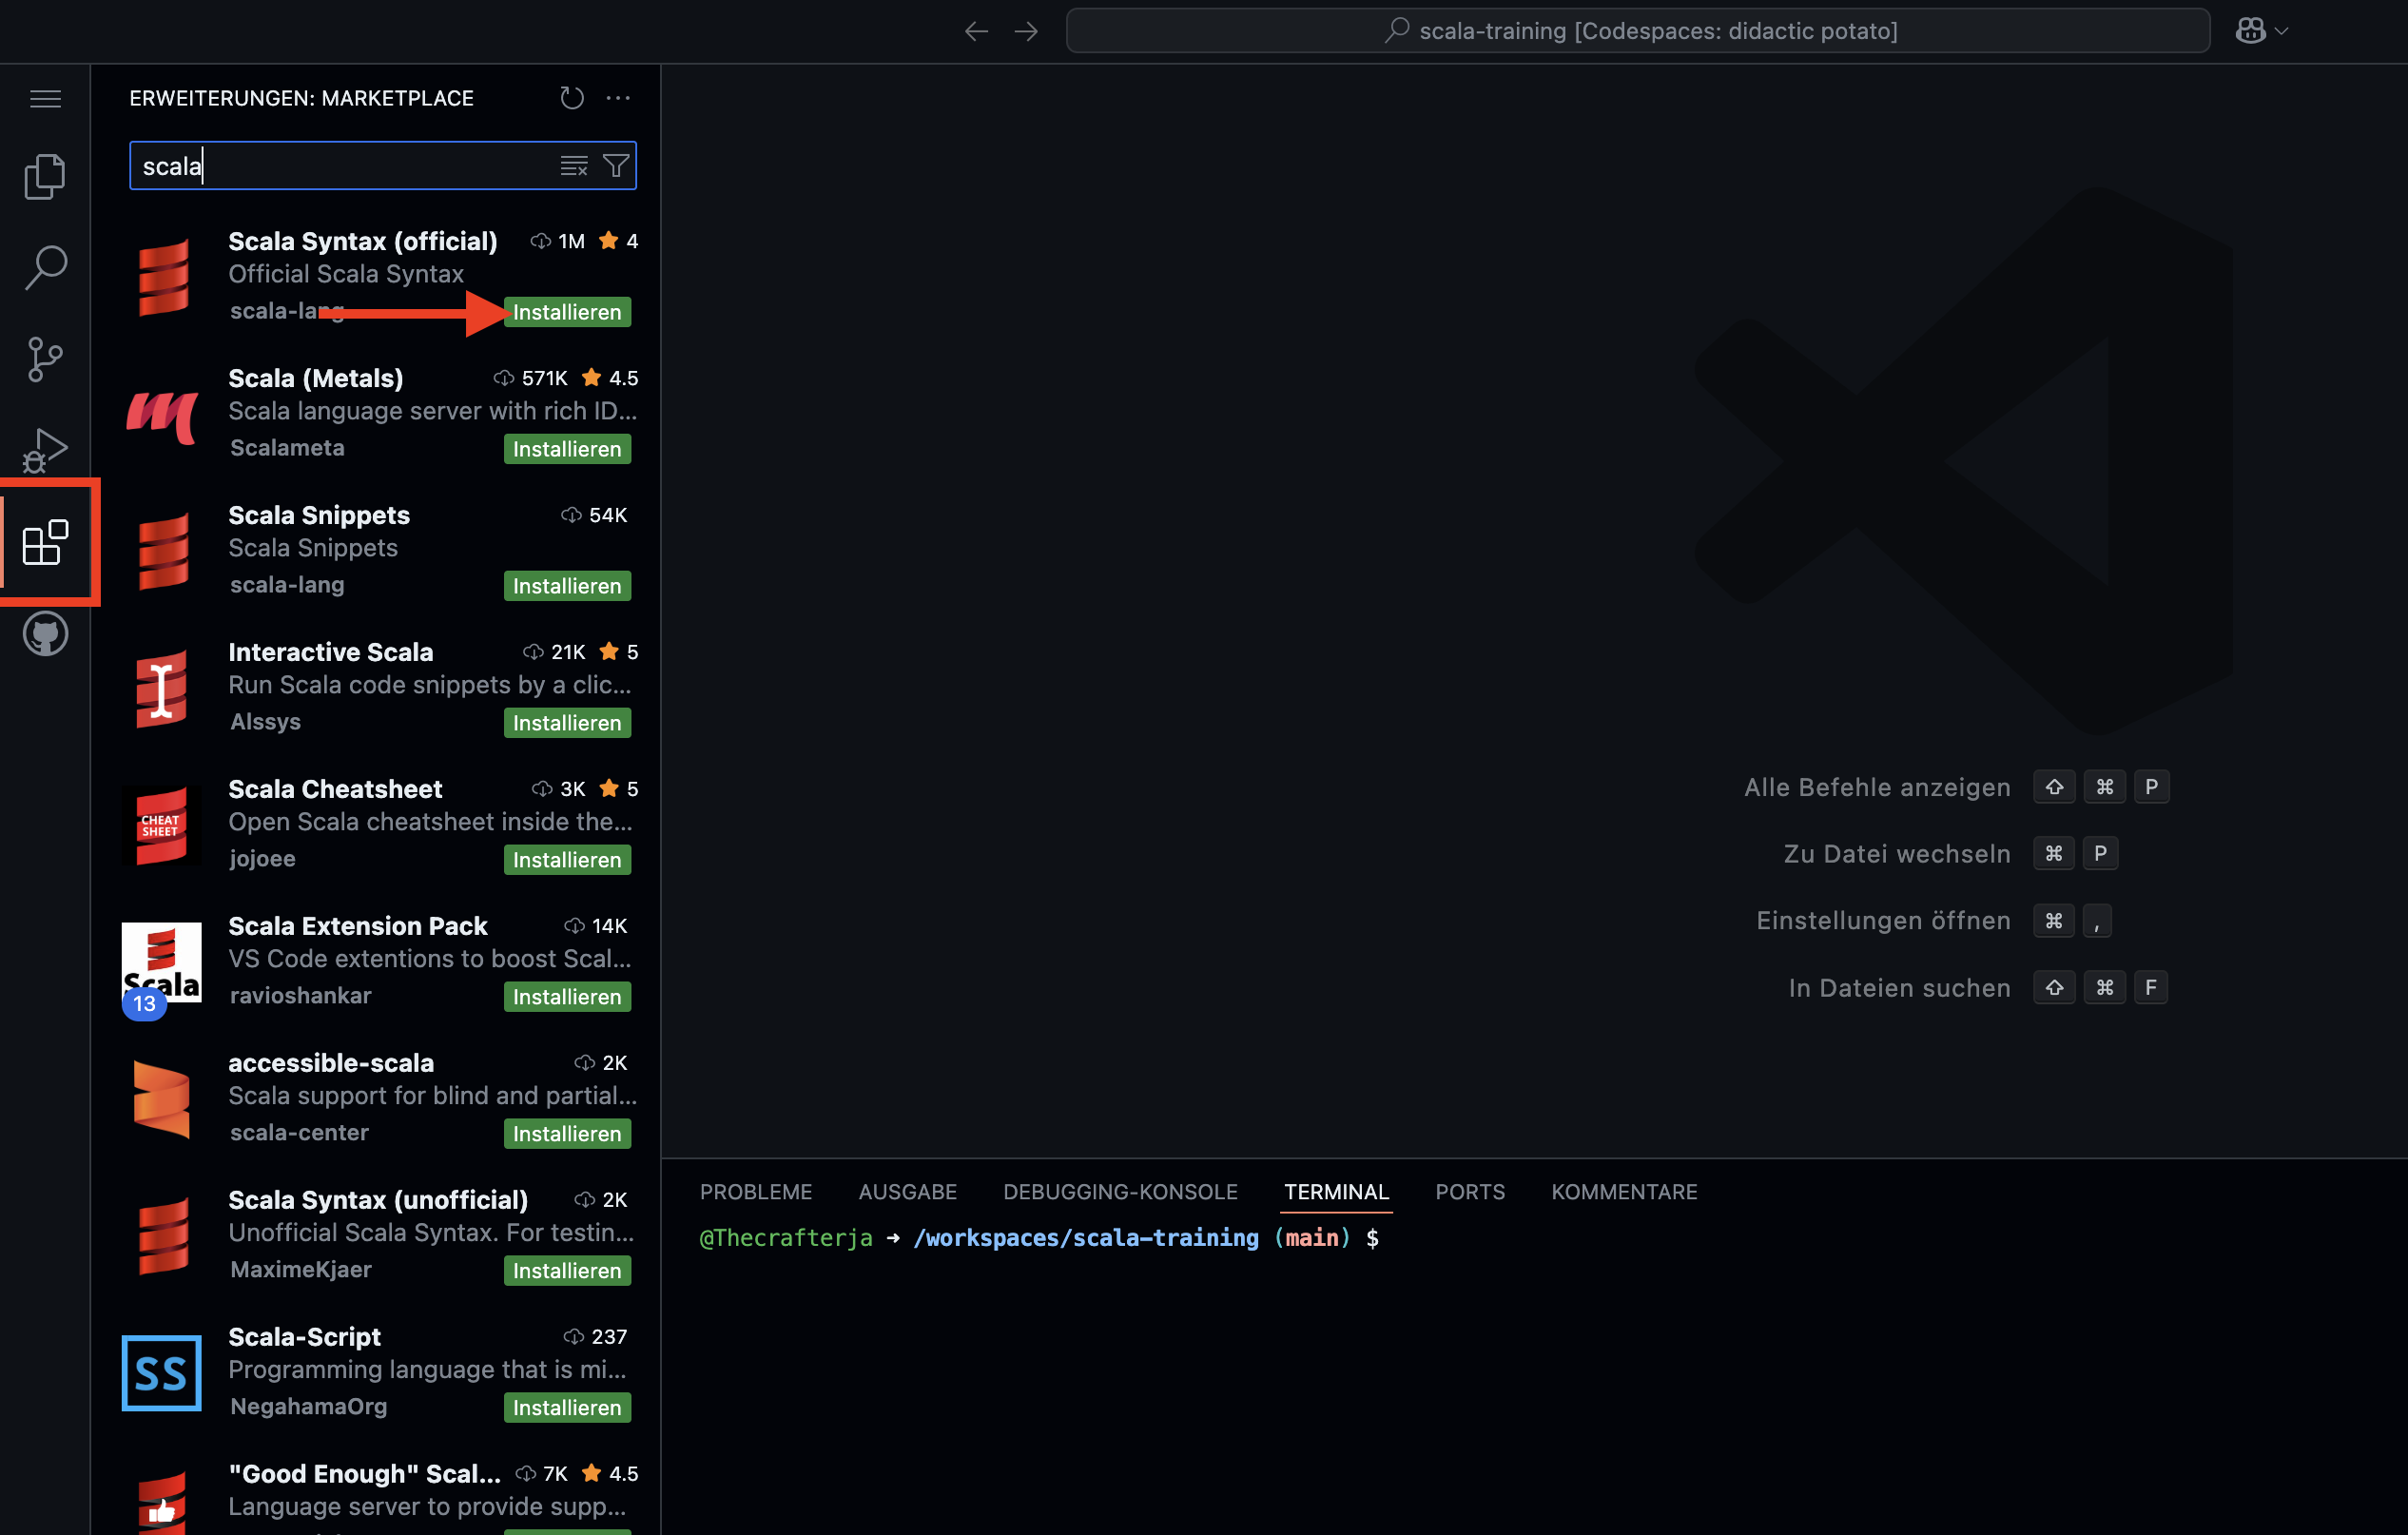 scala-training [Codespaces: didactic potato]
ERWEITERUNGEN: MARKETPLACE
scala
Scala Syntax (official) 1M 4
Official Scala Syntax
scala-lang Installieren
Scala (Metals) 571K 4.5
Scala language server with rich ID...
Scalameta Installieren
Scala Snippets 54K
Scala Snippets
scala-lang Installieren
Interactive Scala 21K 5
Run Scala code snippets by a clic...
Alssys Installieren
CHEAT
SHEET
Scala Cheatsheet 3K 5
Open Scala cheatsheet inside the...
jojoee Installieren
Scala
13
Scala Extension Pack 14K
VS Code extentions to boost Scal...
ravioshankar Installieren
accessible-scala 2K
Scala support for blind and partial...
scala-center Installieren
Scala Syntax (unofficial) 2K
Unofficial Scala Syntax. For testin...
MaximeKjaer Installieren
SS
Scala-Script 237
Programming language that is mi...
NegahamaOrg Installieren
"Good Enough" Scal... 7K 4.5
Language server to provide supp...
Alle Befehle anzeigen ⇧ ⌘ P
Zu Datei wechseln ⌘ P
Einstellungen öffnen ⌘ ,
In Dateien suchen ⇧ ⌘ F
PROBLEME AUSGABE DEBUGGING-KONSOLE TERMINAL PORTS KOMMENTARE
@Thecrafterja ➜ /workspaces/scala-training (main) $